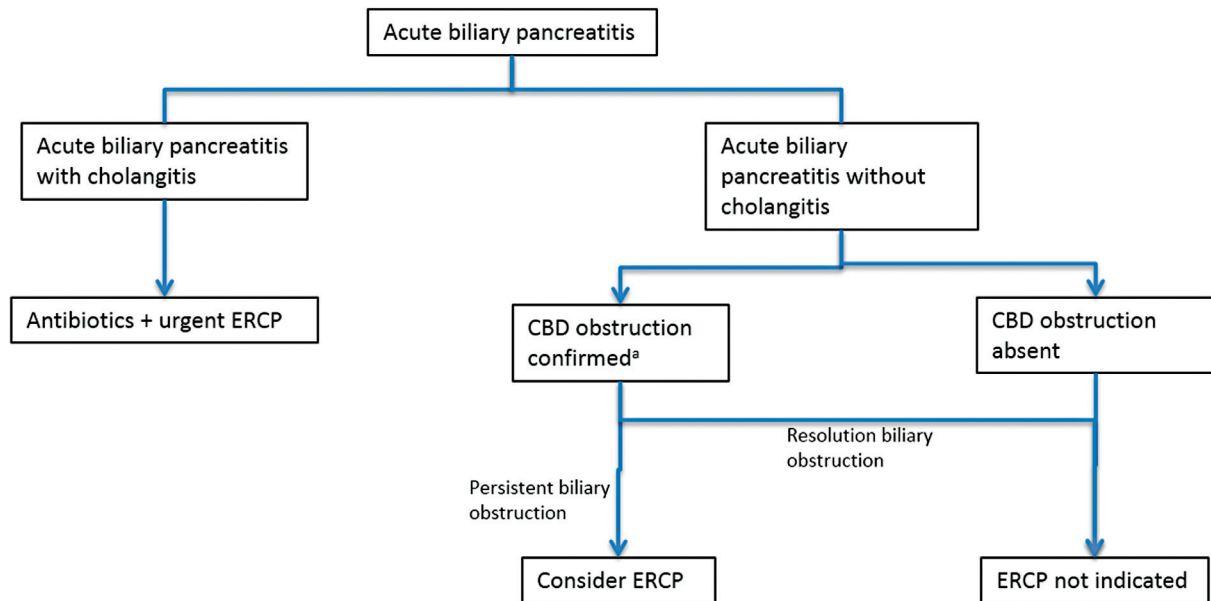 Acute biliary pancreatitis
Acute biliary pancreatitis
with cholangitis
Acute biliary
pancreatitis without
cholangitis
Antibiotics + urgent ERCP
CBD obstruction
confirmedᵃ
CBD obstruction
absent
Resolution biliary
obstruction
Persistent biliary
obstruction
Consider ERCP
ERCP not indicated